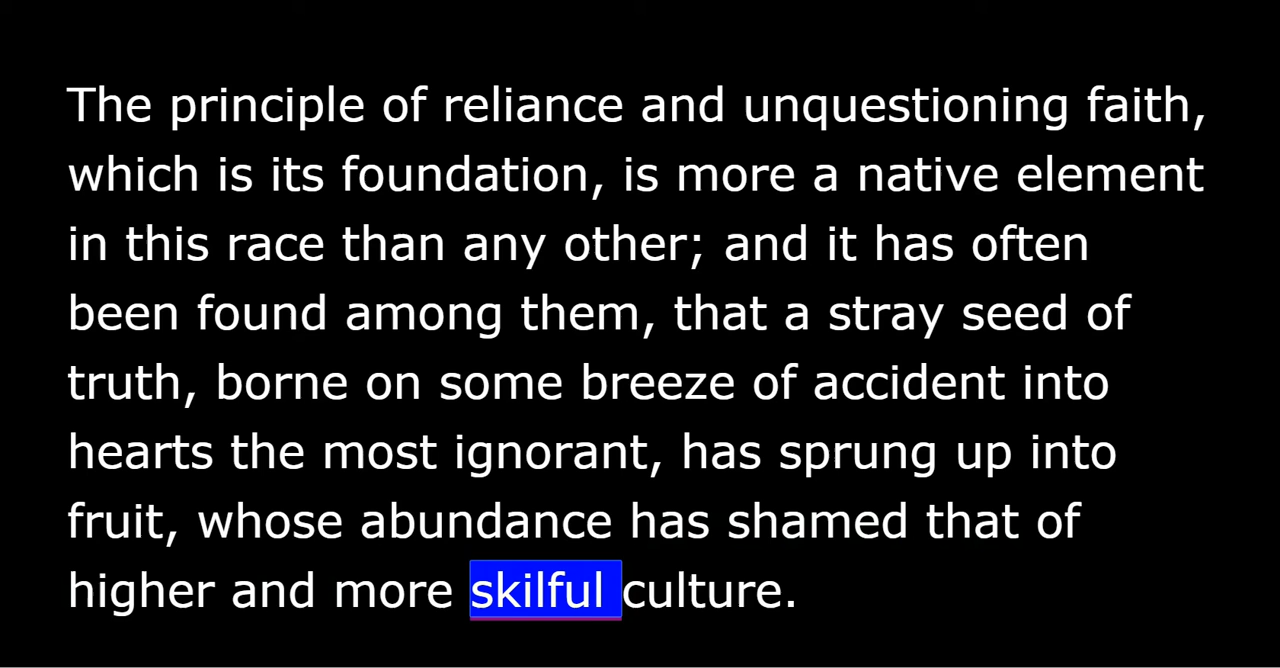 The principle of reliance and unquestioning faith,
which is its foundation, is more a native element
in this race than any other; and it has often
been found among them, that a stray seed of
truth, borne on some breeze of accident into
hearts the most ignorant, has sprung up into
fruit, whose abundance has shamed that of
higher and more skilful culture.